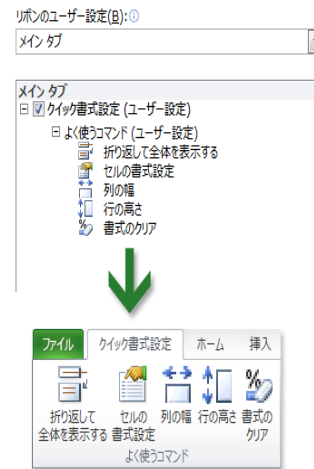 リボンのユーザー設定(B):
メイン タブ
メイン タブ
クイック書式設定 (ユーザー設定)
よく使うコマンド (ユーザー設定)
折り返して全体を表示する
セルの書式設定
列の幅
行の高さ
書式のクリア
ファイル クイック書式設定 ホーム 挿入
折り返して セルの 列の幅 行の高さ 書式の
全体を表示する 書式設定 クリア
よく使うコマンド